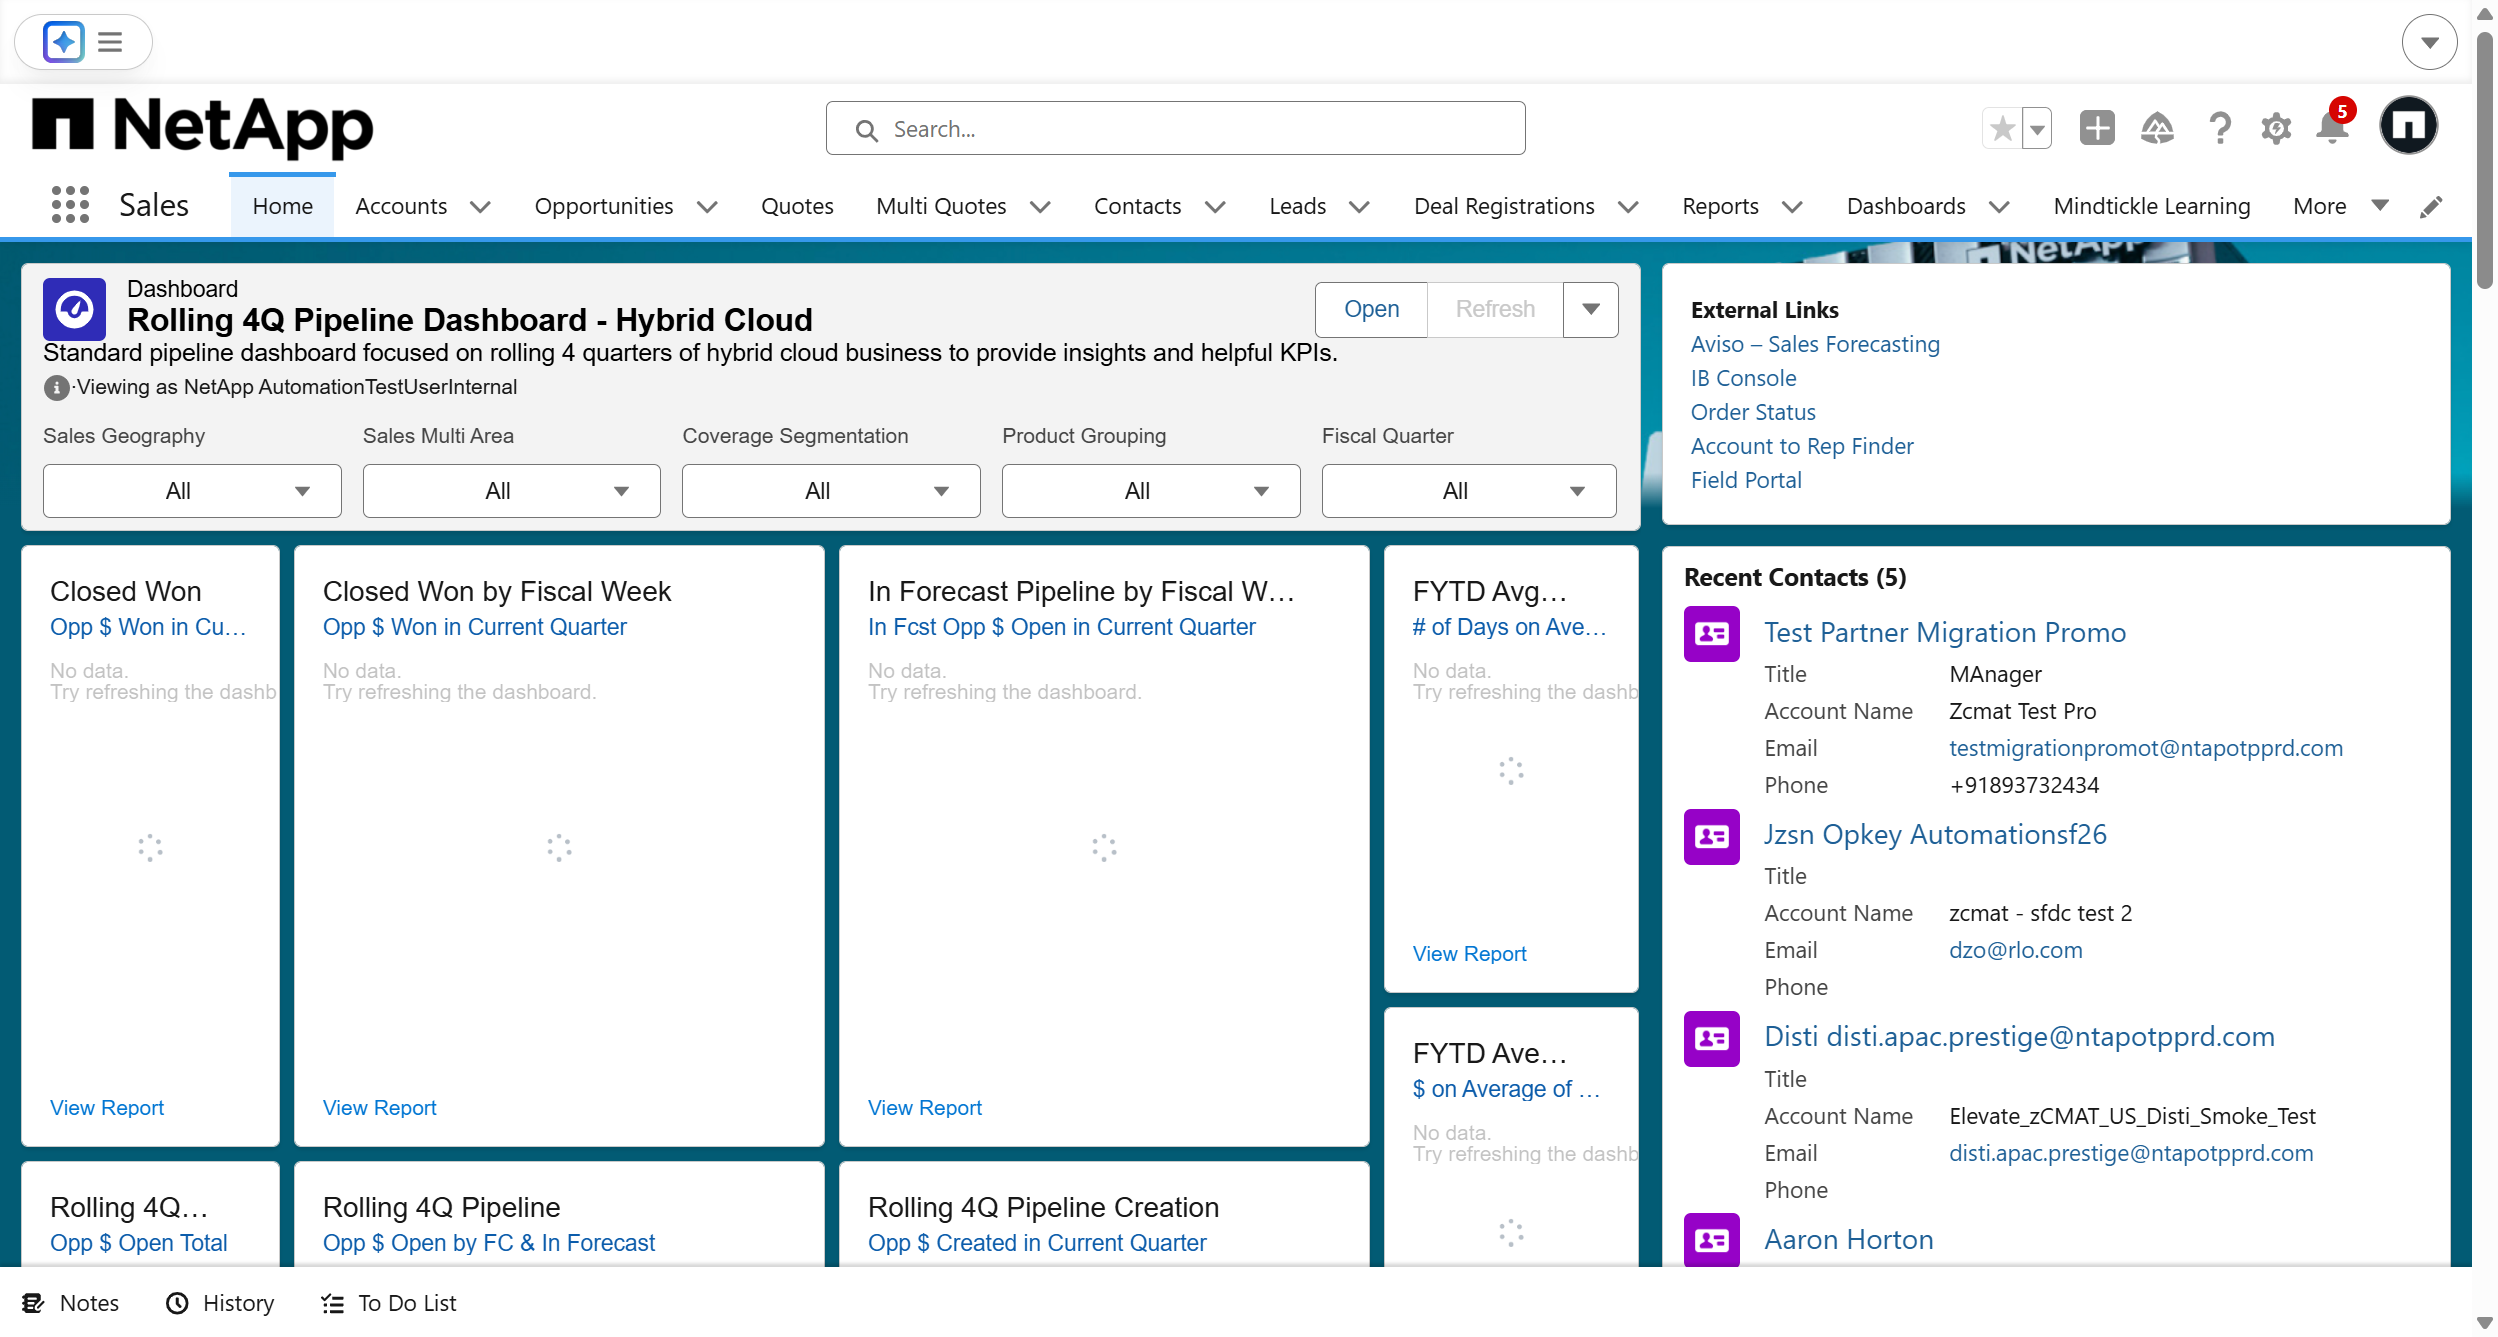 NetApp
Search...
5
Sales
Home
Accounts
Opportunities
Quotes
Multi Quotes
Contacts
Leads
Deal Registrations
Reports
Dashboards
Mindtickle Learning
More
NetApp
Dashboard
Rolling 4Q Pipeline Dashboard - Hybrid Cloud
Open
Refresh
Standard pipeline dashboard focused on rolling 4 quarters of hybrid cloud business to provide insights and helpful KPIs.
·Viewing as NetApp AutomationTestUserInternal
Sales Geography
Sales Multi Area
Coverage Segmentation
Product Grouping
Fiscal Quarter
All
All
All
All
All
Closed Won
Opp $ Won in Cu...
No data.
Try refreshing the dashb
View Report
Closed Won by Fiscal Week
Opp $ Won in Current Quarter
No data.
Try refreshing the dashboard.
View Report
In Forecast Pipeline by Fiscal W...
In Fcst Opp $ Open in Current Quarter
No data.
Try refreshing the dashboard.
View Report
FYTD Avg...
# of Days on Ave...
No data.
Try refreshing the dashb
View Report
FYTD Ave...
$ on Average of ...
No data.
Try refreshing the dashb
Rolling 4Q...
Opp $ Open Total
Rolling 4Q Pipeline
Opp $ Open by FC & In Forecast
Rolling 4Q Pipeline Creation
Opp $ Created in Current Quarter
External Links
Aviso – Sales Forecasting
IB Console
Order Status
Account to Rep Finder
Field Portal
Recent Contacts (5)
Test Partner Migration Promo
Title MAnager
Account Name Zcmat Test Pro
Email testmigrationpromot@ntapotpprd.com
Phone +91893732434
Jzsn Opkey Automationsf26
Title
Account Name zcmat - sfdc test 2
Email dzo@rlo.com
Phone
Disti disti.apac.prestige@ntapotpprd.com
Title
Account Name Elevate_zCMAT_US_Disti_Smoke_Test
Email disti.apac.prestige@ntapotpprd.com
Phone
Aaron Horton
Notes
History
To Do List